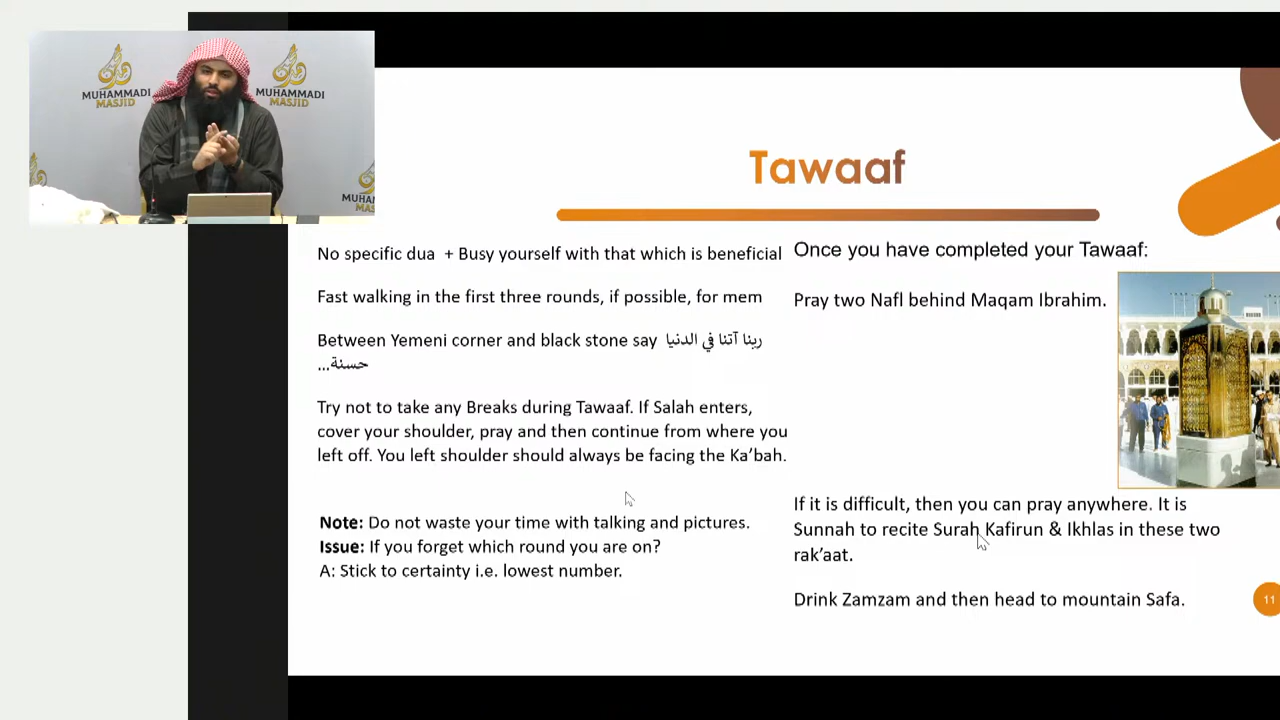 MUHAMMADI
MASJID
MUHAMMADI
MASJID
MUH
MAS
Tawaaf
No specific dua + Busy yourself with that which is beneficial
Fast walking in the first three rounds, if possible, for mem
Between Yemeni corner and black stone say ربنا آتنا في الدنيا
حسنة...
Try not to take any Breaks during Tawaaf. If Salah enters,
cover your shoulder, pray and then continue from where you
left off. You left shoulder should always be facing the Ka’bah.
Note: Do not waste your time with talking and pictures.
Issue: If you forget which round you are on?
A: Stick to certainty i.e. lowest number.
Once you have completed your Tawaaf:
Pray two Nafl behind Maqam Ibrahim.
If it is difficult, then you can pray anywhere. It is
Sunnah to recite Surah Kafirun & Ikhlas in these two
rak’aat.
Drink Zamzam and then head to mountain Safa.
11